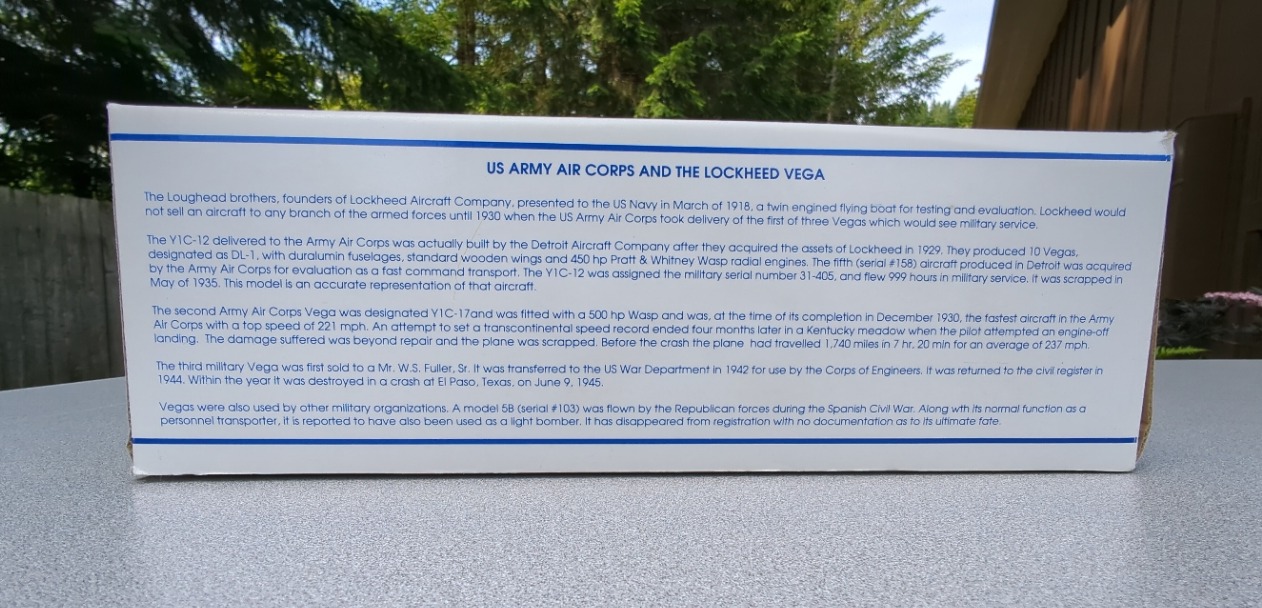 US ARMY AIR CORPS AND THE LOCKHEED VEGA
The Loughead brothers, founders of Lockheed Aircraft Company, presented to the US Navy in March of 1918, a twin engined flying boat for testing and evaluation. Lockheed would
not sell an aircraft to any branch of the armed forces until 1930 when the US Army Air Corps took delivery of the first of three Vegas which would see military service.
The Y1C-12 delivered to the Army Air Corps was actually built by the Detroit Aircraft Company after they acquired the assets of Lockheed in 1929. They produced 10 Vegas,
designated as DL-1, with duralumin fuselages, standard wooden wings and 450 hp Pratt & Whitney Wasp radial engines. The fifth (serial #158) aircraft produced in Detroit was acquired
by the Army Air Corps for evaluation as a fast command transport. The Y1C-12 was assigned the military serial number 31-405, and flew 999 hours in military service. It was scrapped in
May of 1935. This model is an accurate representation of that aircraft.
The second Army Air Corps Vega was designated Y1C-17and was fitted with a 500 hp Wasp and was, at the time of its completion in December 1930, the fastest aircraft in the Army
Air Corps with a top speed of 221 mph. An attempt to set a transcontinental speed record ended four months later in a Kentucky meadow when the pilot attempted an engine-off
landing. The damage suffered was beyond repair and the plane was scrapped. Before the crash the plane had travelled 1,740 miles in 7 hr, 20 min for an average of 237 mph.
The third military Vega was first sold to a Mr. W.S. Fuller, Sr. It was transferred to the US War Department in 1942 for use by the Corps of Engineers. It was returned to the civil register in
1944. Within the year it was destroyed in a crash at El Paso, Texas, on June 9, 1945.
Vegas were also used by other military organizations. A model 5B (serial #103) was flown by the Republican forces during the Spanish Civil War. Along wth its normal function as a
personnel transporter, it is reported to have also been used as a light bomber. It has disappeared from registration with no documentation as to its ultimate fate.